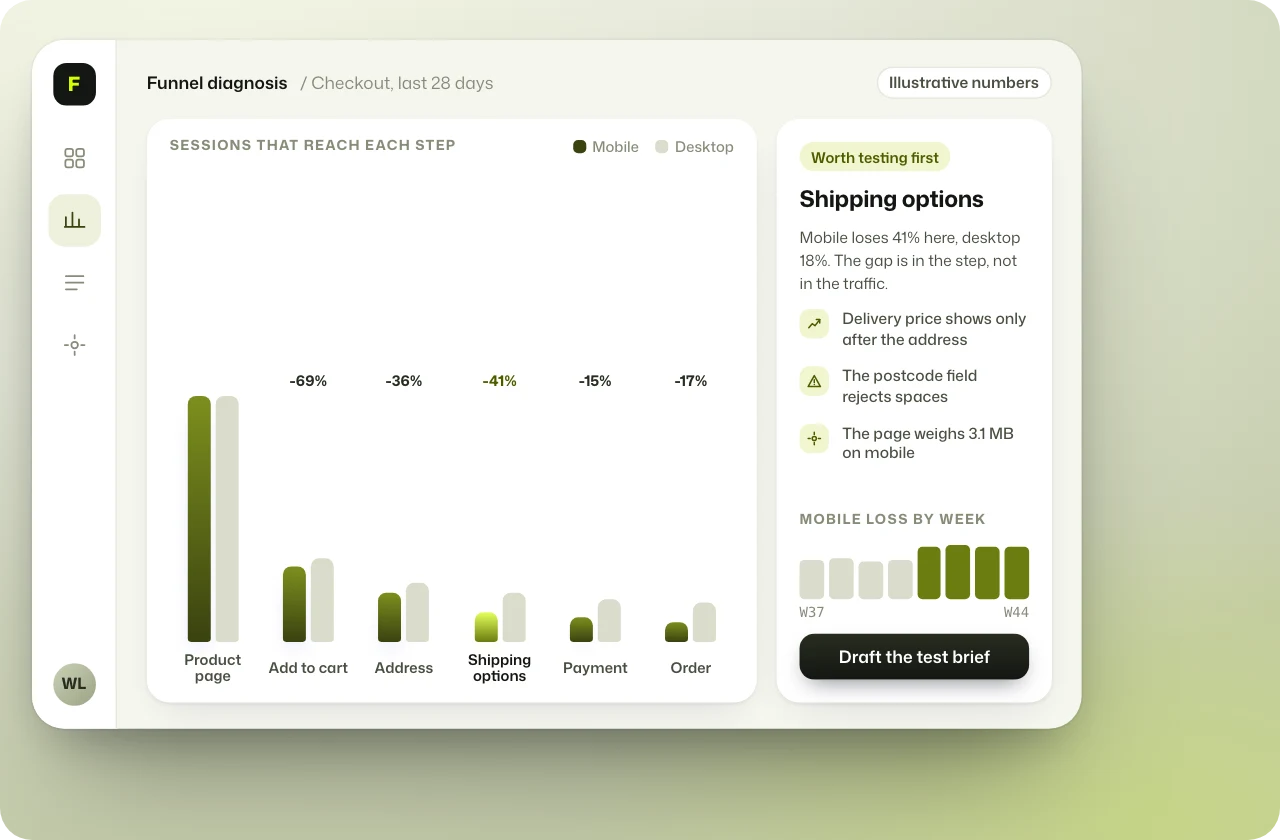 F
Funnel diagnosis / Checkout, last 28 days
Illustrative numbers
SESSIONS THAT REACH EACH STEP
Mobile
Desktop
-69%
-36%
-41%
-15%
-17%
Product
page
Add to cart
Address
Shipping
options
Payment
Order
Worth testing first
Shipping options
Mobile loses 41% here, desktop
18%. The gap is in the step, not
in the traffic.
Delivery price shows only
after the address
The postcode field
rejects spaces
The page weighs 3.1 MB
on mobile
MOBILE LOSS BY WEEK
W37
W44
Draft the test brief
WL